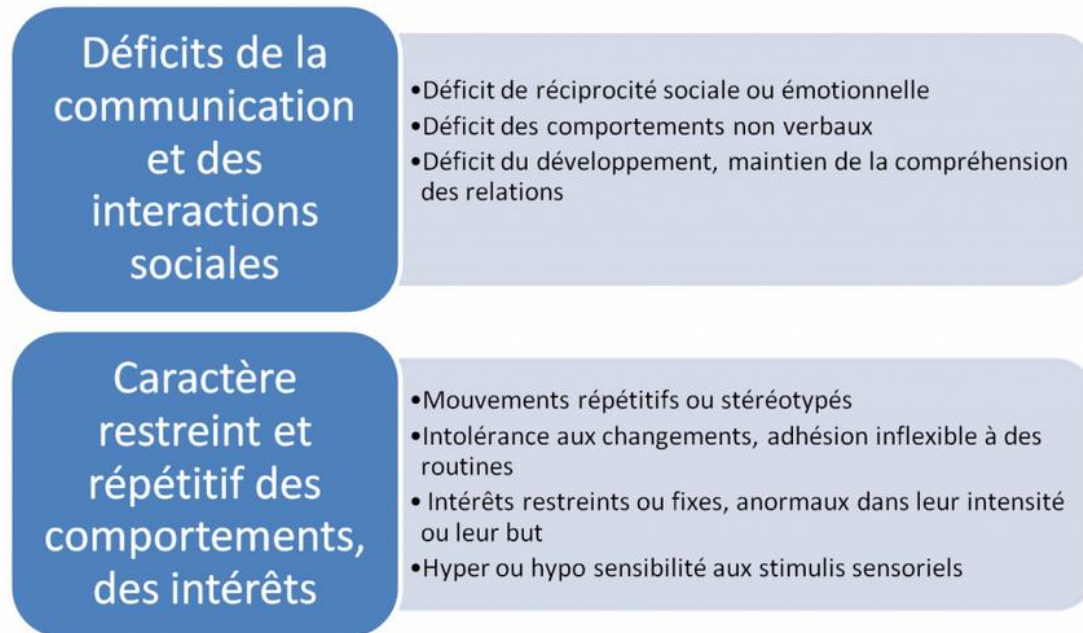 Déficits de la
communication
et des
interactions
sociales
•Déficit de réciprocité sociale ou émotionnelle
•Déficit des comportements non verbaux
•Déficit du développement, maintien de la compréhension
des relations
Caractère
restreint et
répétitif des
comportements,
des intérêts
•Mouvements répétitifs ou stéréotypés
•Intolérance aux changements, adhésion inflexible à des
routines
• Intérêts restreints ou fixes, anormaux dans leur intensité
ou leur but
•Hyper ou hypo sensibilité aux stimulis sensoriels